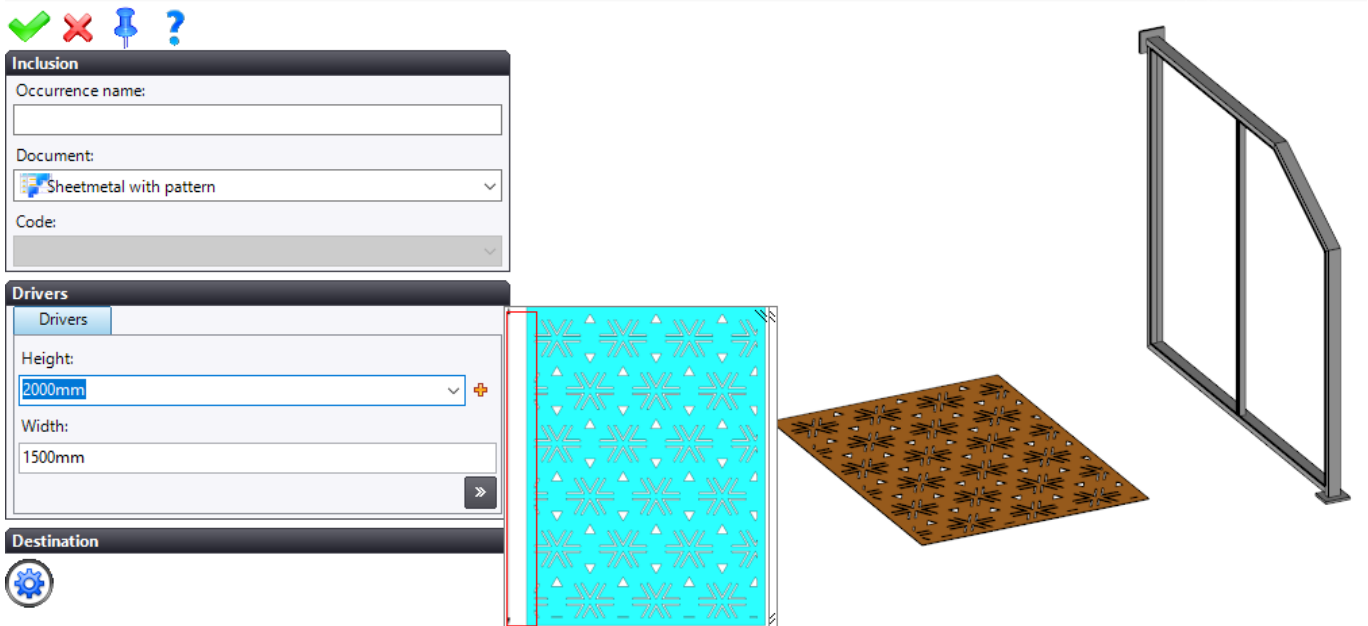 Inclusion
Occurrence name:
Document:
Sheetmetal with pattern
Code:
Drivers
Drivers
Height:
2000mm
Width:
1500mm
Destination